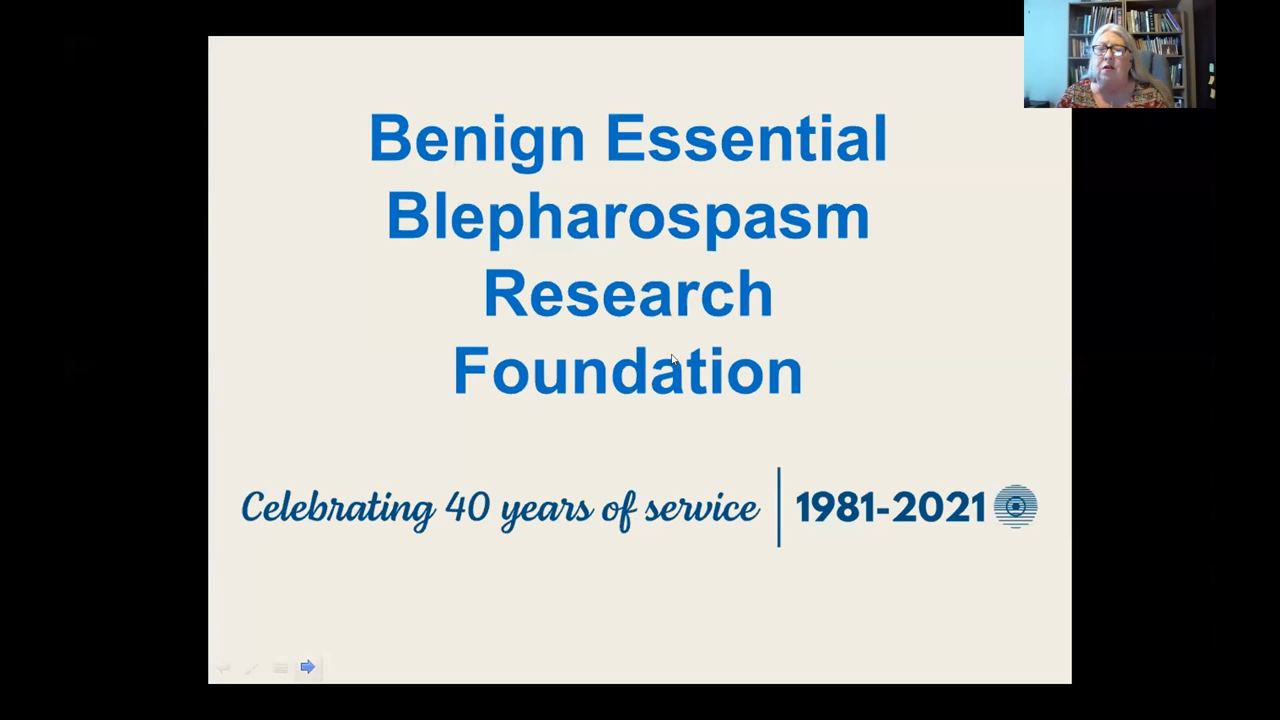 Benign Essential
Blepharospasm
Research
Foundation
Celebrating 40 years of service | 1981-2021